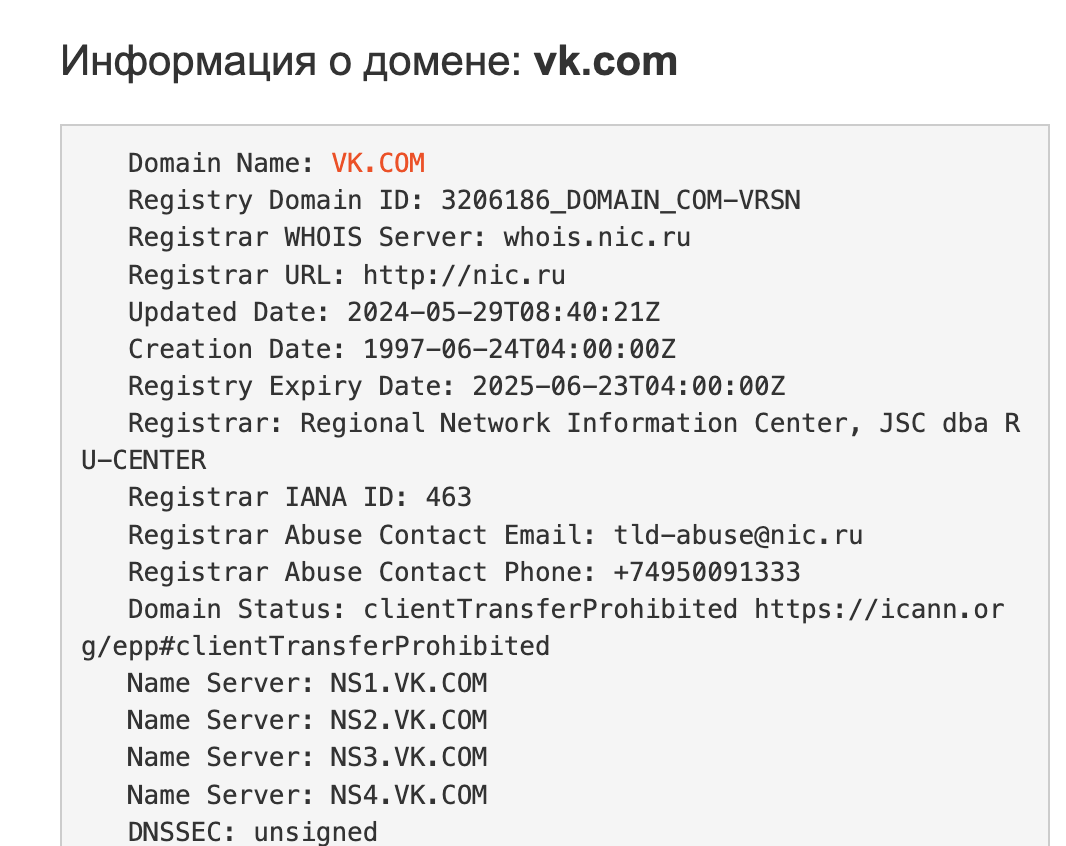 Информация о домене: vk.com
Domain Name: VK.COM
Registry Domain ID: 3206186_DOMAIN_COM-VRSN
Registrar WHOIS Server: whois.nic.ru
Registrar URL: http://nic.ru
Updated Date: 2024-05-29T08:40:21Z
Creation Date: 1997-06-24T04:00:00Z
Registry Expiry Date: 2025-06-23T04:00:00Z
Registrar: Regional Network Information Center, JSC dba R
U-CENTER
Registrar IANA ID: 463
Registrar Abuse Contact Email: tld-abuse@nic.ru
Registrar Abuse Contact Phone: +74950091333
Domain Status: clientTransferProhibited https://icann.or
g/epp#clientTransferProhibited
Name Server: NS1.VK.COM
Name Server: NS2.VK.COM
Name Server: NS3.VK.COM
Name Server: NS4.VK.COM
DNSSEC: unsigned